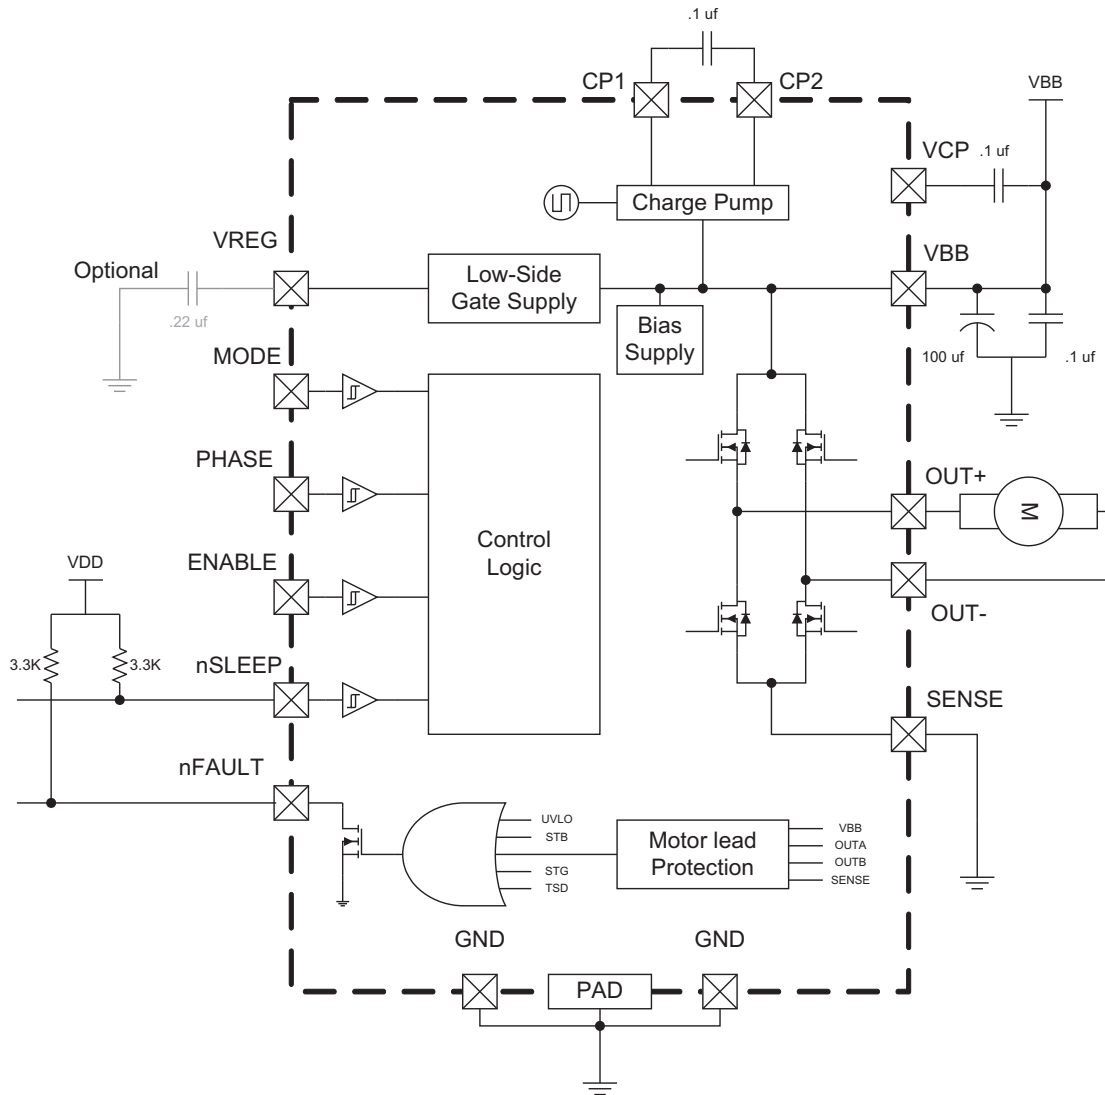 .1 uf
CP1
CP2
VBB
VCP
.1 uf
Charge Pump
VREG
VBB
Optional
Low-Side
Gate Supply
.22 uf
Bias
Supply
100 uf
.1 uf
MODE
PHASE
OUT+
M
Control
Logic
ENABLE
VDD
OUT-
3.3K
3.3K
nSLEEP
SENSE
nFAULT
UVLO
STB
STG
TSD
Motor lead
Protection
VBB
OUTA
OUTB
SENSE
GND
GND
PAD